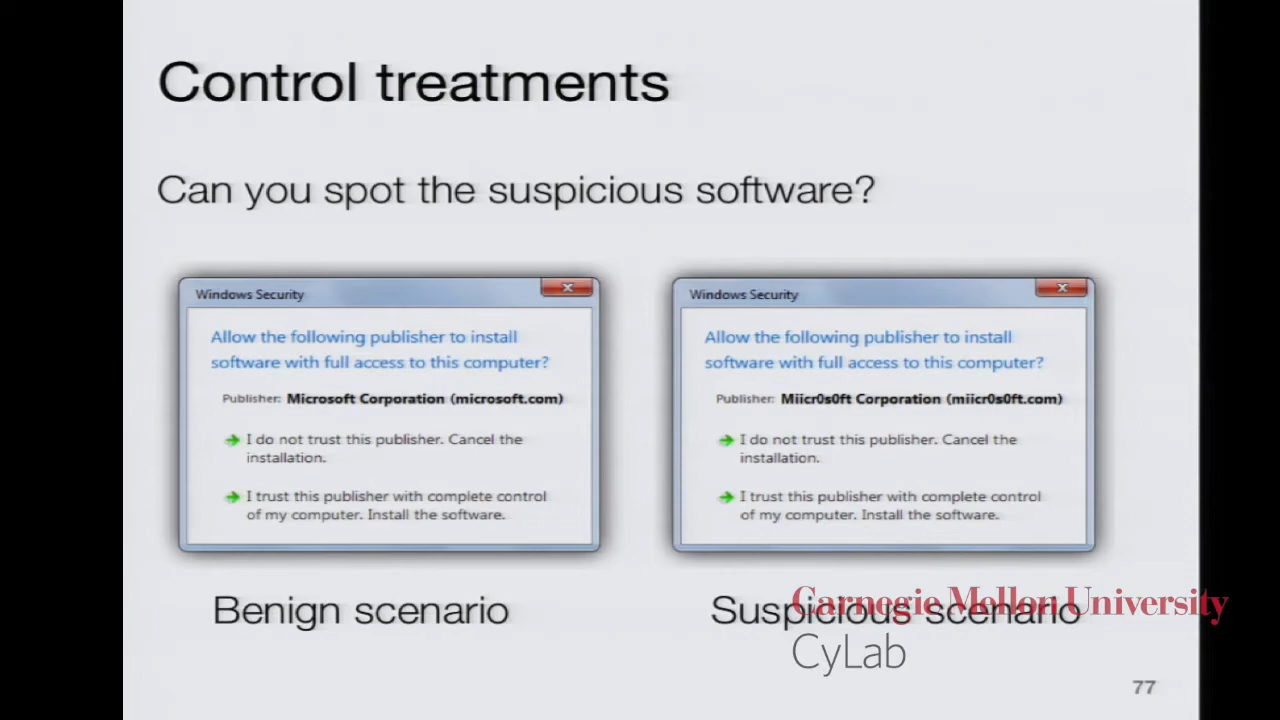 Control treatments
Can you spot the suspicious software?
Windows Security
Allow the following publisher to install
software with full access to this computer?
Publisher: Microsoft Corporation (microsoft.com)
I do not trust this publisher. Cancel the
installation.
I trust this publisher with complete control
of my computer. Install the software.
Benign scenario
Windows Security
Allow the following publisher to install
software with full access to this computer?
Publisher: Miicr0s0ft Corporation (miicr0s0ft.com)
I do not trust this publisher. Cancel the
installation.
I trust this publisher with complete control
of my computer. Install the software.
Suspicious scenario
Carnegie Mellon University
CyLab
77